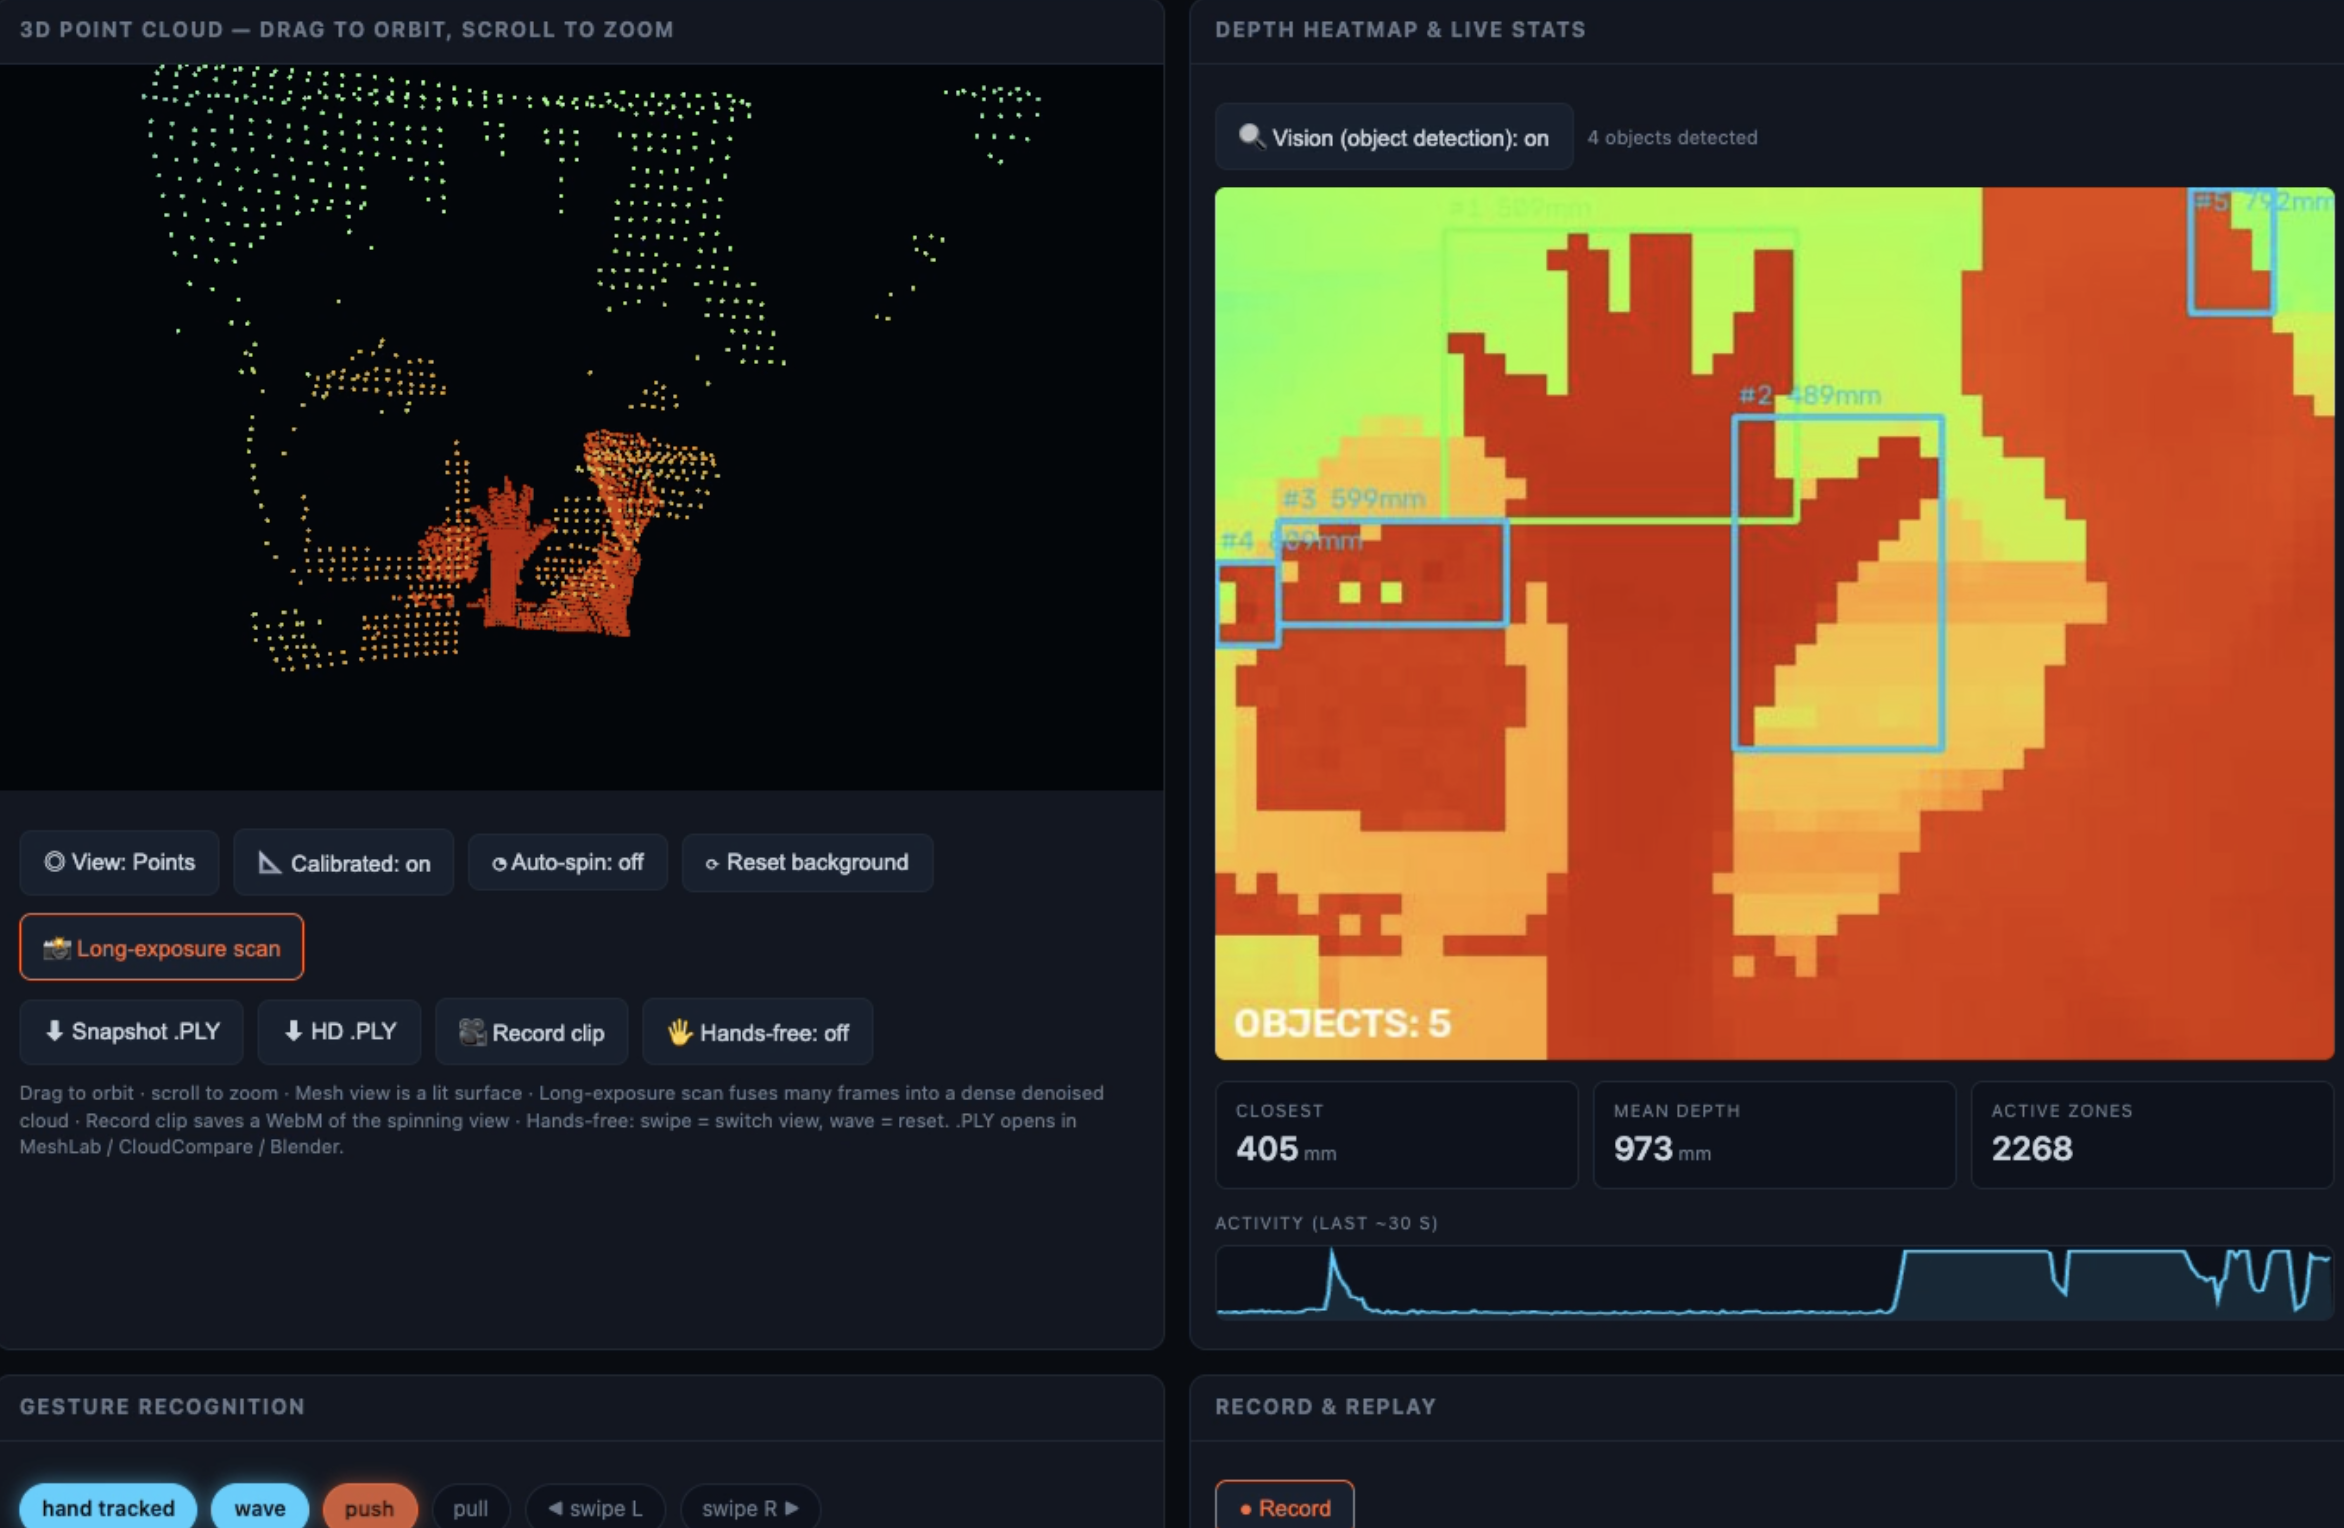 3D POINT CLOUD — DRAG TO ORBIT, SCROLL TO ZOOM
◎ View: Points
📐 Calibrated: on
◔ Auto-spin: off
⟳ Reset background
📸 Long-exposure scan
⬇ Snapshot .PLY
⬇ HD .PLY
🎥 Record clip
🖐 Hands-free: off
Drag to orbit · scroll to zoom · Mesh view is a lit surface · Long-exposure scan fuses many frames into a dense denoised
cloud · Record clip saves a WebM of the spinning view · Hands-free: swipe = switch view, wave = reset. .PLY opens in
MeshLab / CloudCompare / Blender.
DEPTH HEATMAP & LIVE STATS
🔍 Vision (object detection): on
4 objects detected
#1 509mm
#5 792mm
#2 489mm
#3 599mm
#4 809mm
OBJECTS: 5
CLOSEST
405 mm
MEAN DEPTH
973 mm
ACTIVE ZONES
2268
ACTIVITY (LAST ~30 S)
GESTURE RECOGNITION
hand tracked
wave
push
pull
◀ swipe L
swipe R ▶
RECORD & REPLAY
● Record